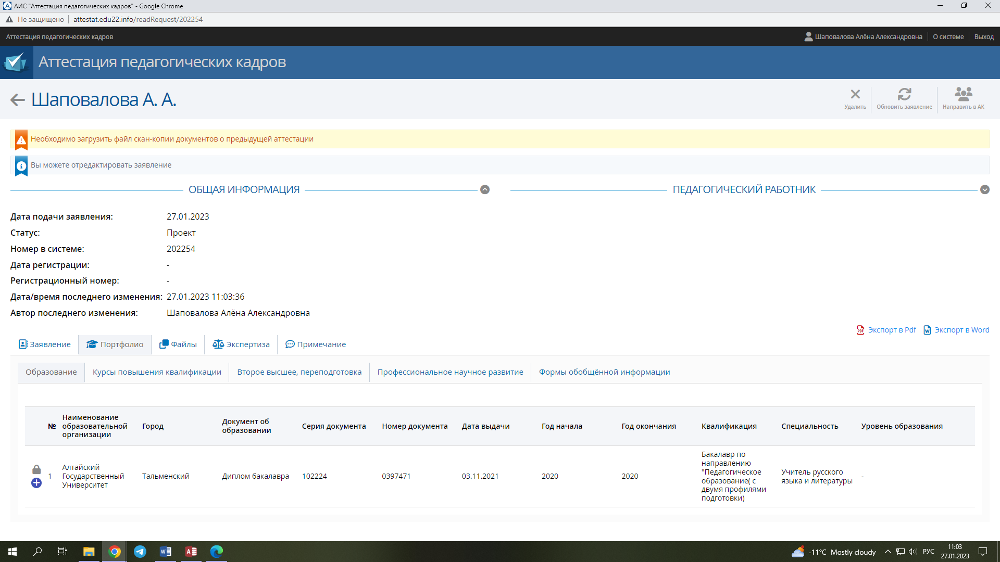 АИС "Аттестация педагогических кадров" - Google Chrome
Не защищено | attestat.edu22.info/readRequest/202254
Аттестация педагогических кадров
Шаповалова Алёна Александровна | О системе | Выход
Аттестация педагогических кадров
Шаповалова А. А.
Удалить
Обновить заявление
Направить в АК
Необходимо загрузить файл скан-копии документов о предыдущей аттестации
Вы можете отредактировать заявление
ОБЩАЯ ИНФОРМАЦИЯ
ПЕДАГОГИЧЕСКИЙ РАБОТНИК
Дата подачи заявления: 27.01.2023
Статус: Проект
Номер в системе: 202254
Дата регистрации: -
Регистрационный номер: -
Дата/время последнего изменения: 27.01.2023 11:03:36
Автор последнего изменения: Шаповалова Алёна Александровна
Экспорт в Pdf
Экспорт в Word
Заявление
Портфолио
Файлы
Экспертиза
Примечание
Образование
Курсы повышения квалификации
Второе высшее, переподготовка
Профессиональное научное развитие
Формы обобщённой информации
№
Наименование
образовательной
организации
Город
Документ об
образовании
Серия документа
Номер документа
Дата выдачи
Год начала
Год окончания
Квалификация
Специальность
Уровень образования
1
Алтайский
Государственный
Университет
Тальменский
Диплом бакалавра
102224
0397471
03.11.2021
2020
2020
Бакалавр по
направлению
"Педагогическое
образование( с
двумя профилями
подготовки)
Учитель русского
языка и литературы
-
-11°C Mostly cloudy
РУС
11:03
27.01.2023